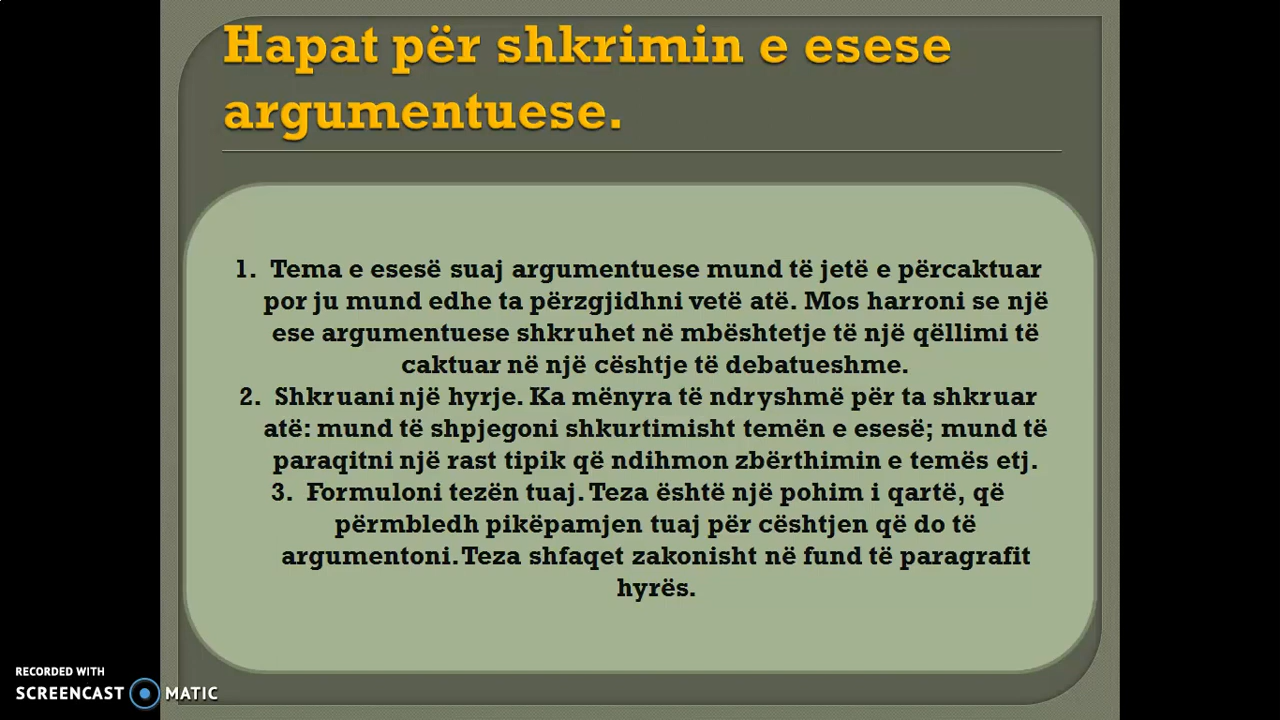 Hapat për shkrimin e esese
argumentuese.
1. Tema e esesë suaj argumentuese mund të jetë e përcaktuar
por ju mund edhe ta përzgjidhni vetë atë. Mos harroni se një
ese argumentuese shkruhet në mbështetje të një qëllimi të
caktuar në një cështje të debatueshme.
2. Shkruani një hyrje. Ka mënyra të ndryshmë për ta shkruar
atë: mund të shpjegoni shkurtimisht temën e esesë; mund të
paraqitni një rast tipik që ndihmon zbërthimin e temës etj.
3. Formuloni tezën tuaj. Teza është një pohim i qartë, që
përmbledh pikëpamjen tuaj për cështjen që do të
argumentoni. Teza shfaqet zakonisht në fund të paragrafit
hyrës.
RECORDED WITH
SCREENCAST MATIC